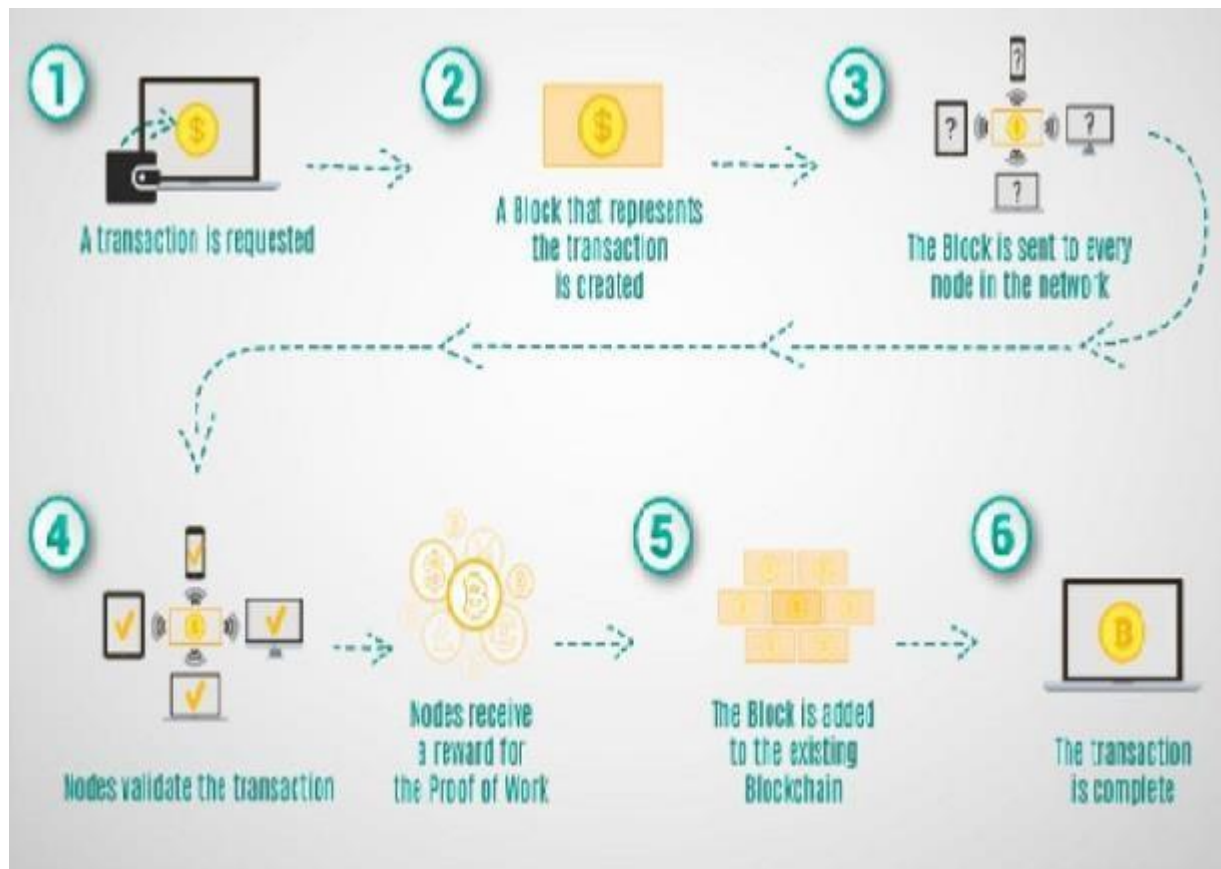 1
A transaction is requested
2
A Block that represents
the transaction
is created
3
The Block is sent to every
node in the network
4
Nodes validate the transaction
Nodes receive
a reward for
the Proof of Work
5
The Block is added
to the existing
Blockchain
6
The transaction
is complete